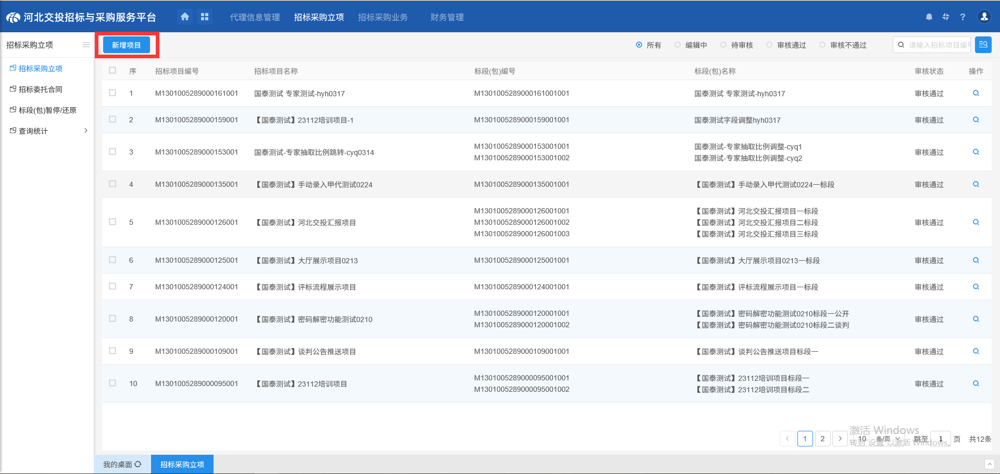 河北交投招标与采购服务平台
代理信息管理
招标采购立项
招标采购业务
财务管理
招标采购立项
新增项目
所有
编辑中
待审核
审核通过
审核不通过
请输入招标项目编号
招标采购立项
招标委托合同
标段(包)暂停/还原
查询统计
序 招标项目编号 招标项目名称 标段(包)编号 标段(包)名称 审核状态 操作
1 M1301005289000161001 国泰测试 专家测试-hyh0317 M1301005289000161001001 国泰测试 专家测试-hyh0317 审核通过
2 M1301005289000159001 【国泰测试】23112培训项目-1 M1301005289000159001001 国泰测试字段调整hyh0317 审核通过
3 M1301005289000153001 国泰测试-专家抽取比例跳转-cyq0314 M1301005289000153001001 国泰测试-专家抽取比例调整-cyq1 审核通过
M1301005289000153001002 国泰测试-专家抽取比例调整-cyq2
4 M1301005289000135001 【国泰测试】手动录入甲代测试0224 M1301005289000135001001 【国泰测试】手动录入甲代测试0224一标段 审核通过
M1301005289000126001001 【国泰测试】河北交投汇报项目一标段
5 M1301005289000126001 【国泰测试】河北交投汇报项目 M1301005289000126001002 【国泰测试】河北交投汇报项目二标段 审核通过
M1301005289000126001003 【国泰测试】河北交投汇报项目三标段
6 M1301005289000125001 【国泰测试】大厅展示项目0213 M1301005289000125001001 【国泰测试】大厅展示项目0213一标段 审核通过
7 M1301005289000124001 【国泰测试】评标流程展示项目 M1301005289000124001001 【国泰测试】评标流程展示项目一标段 审核通过
8 M1301005289000120001 【国泰测试】密码解密功能测试0210 M1301005289000120001001 【国泰测试】密码解密功能测试0210标段一公开 审核通过
M1301005289000120001002 【国泰测试】密码解密功能测试0210标段二谈判
9 M1301005289000109001 【国泰测试】谈判公告推送项目 M1301005289000109001001 【国泰测试】谈判公告推送项目标段一 审核通过
10 M1301005289000095001 【国泰测试】23112培训项目 M1301005289000095001001 【国泰测试】23112培训项目标段一 审核通过
M1301005289000095001002 【国泰测试】23112培训项目标段二
激活 Windows
转到"设置"以激活 Windows。
1 2 10 条/页 跳至 1 页 共12条
我的桌面
招标采购立项